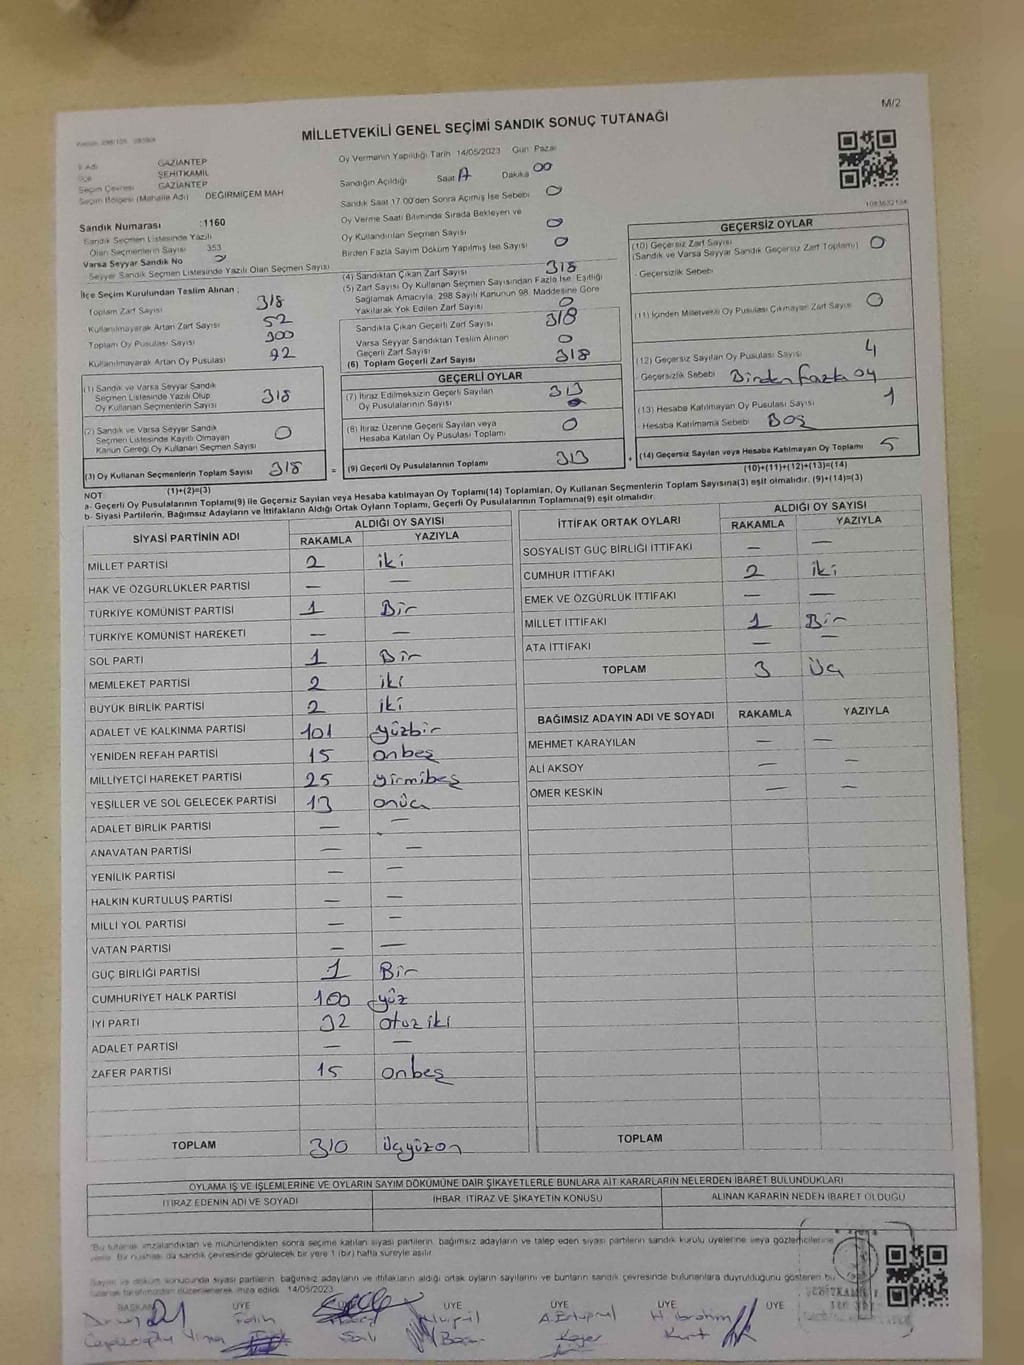 M/2
MİLLETVEKİLİ GENEL SEÇİMİ SANDIK SONUÇ TUTANAĞI
İl Adı GAZİANTEP
İlçe ŞEHİTKAMİL
Seçim Çevresi GAZİANTEP
Seçim Bölgesi (Mahalle Adı) DEĞİRMİÇEM MAH
Sandık Numarası :1160
Sandık Seçmen Listesinde Yazılı
Olan Seçmenlerin Sayısı 353
Varsa Seyyar Sandık No
Seyyar Sandık Seçmen Listesinde Yazılı Olan Seçmen Sayısı
İlçe Seçim Kurulundan Teslim Alınan :
Toplam Zarf Sayısı 318
Kullanılmayarak Artan Zarf Sayısı 52
Toplam Oy Pusulası Sayısı 300
Kullanılmayarak Artan Oy Pusulası
Oy Vermenin Yapıldığı Tarih 14/05/2023 Gün: Pazar
Sandığın Açıldığı Saat Dakika 00
Sandık Saat 17:00'den Sonra Açılmış İse Sebebi 0
Oy Verme Saati Bitiminde Sırada Bekleyen ve
Oy Kullandırılan Seçmen Sayısı 0
Birden Fazla Sayım Döküm Yapılmış İse Sayısı 0
(4) Sandıktan Çıkan Zarf Sayısı 318
(5) Zarf Sayısı Oy Kullanan Seçmen Sayısından Fazla İse, Eşitliği
Sağlamak Amacıyla; 298 Sayılı Kanunun 98. Maddesine Göre
Yakılarak Yok Edilen Zarf Sayısı 0
Sandıkta Çıkan Geçerli Zarf Sayısı 318
Varsa Seyyar Sandıktan Teslim Alınan
Geçerli Zarf Sayısı 0
(6) Toplam Geçerli Zarf Sayısı 318
(1) Sandık ve Varsa Seyyar Sandık
Seçmen Listesinde Yazılı Olup
Oy Kullanan Seçmenlerin Sayısı 318
(2) Sandık ve Varsa Seyyar Sandık
Seçmen Listesinde Kayıtlı Olmayan
Kanun Gereği Oy Kullanan Seçmen Sayısı 0
(3) Oy Kullanan Seçmenlerin Toplam Sayısı 318
(1)+(2)=(3)
GEÇERLİ OYLAR
(7) İtiraz Edilmeksizin Geçerli Sayılan
Oy Pusulalarının Sayısı 313
(8) İtiraz Üzerine Geçerli Sayılan veya
Hesaba Katılan Oy Pusulası Toplamı 0
=
(9) Geçerli Oy Pusulalarının Toplamı 313
+
GEÇERSİZ OYLAR
(10) Geçersiz Zarf Sayısı 0
(Sandık ve Varsa Seyyar Sandık Geçersiz Zarf Toplamı)
- Geçersizlik Sebebi
(11) İçinden Milletvekili Oy Pusulası Çıkmayan Zarf Sayısı 0
(12) Geçersiz Sayılan Oy Pusulası Sayısı 4
- Geçersizlik Sebebi Birden fazla oy
(13) Hesaba Katılmayan Oy Pusulası Sayısı 1
Hesaba Katılmama Sebebi Boş
(14) Geçersiz Sayılan veya Hesaba Katılmayan Oy Toplamı 5
(10)+(11)+(12)+(13)=(14)
NOT
a- Geçerli Oy Pusulalarının Toplamı(9) ile Geçersiz Sayılan veya Hesaba katılmayan Oy Toplamı(14) Toplamları, Oy Kullanan Seçmenlerin Toplam Sayısına(3) eşit olmalıdır. (9)+(14)=(3)
b- Siyasi Partilerin, Bağımsız Adayların ve İttifakların Aldığı Ortak Oyların Toplamı, Geçerli Oy Pusulalarının Toplamına(9) eşit olmalıdır.
SİYASİ PARTİNİN ADI ALDIĞI OY SAYISI
RAKAMLA YAZIYLA
MİLLET PARTİSİ 2 iki
HAK VE ÖZGÜRLÜKLER PARTİSİ — —
TÜRKİYE KOMÜNİST PARTİSİ 1 Bir
TÜRKİYE KOMÜNİST HAREKETİ — —
SOL PARTİ 1 Bir
MEMLEKET PARTİSİ 2 iki
BÜYÜK BİRLİK PARTİSİ 2 iki
ADALET VE KALKINMA PARTİSİ 101 yüzbir
YENİDEN REFAH PARTİSİ 15 onbeş
MİLLİYETÇİ HAREKET PARTİSİ 25 yirmibeş
YEŞİLLER VE SOL GELECEK PARTİSİ 13 onüç
ADALET BİRLİK PARTİSİ — —
ANAVATAN PARTİSİ — —
YENİLİK PARTİSİ — —
HALKIN KURTULUŞ PARTİSİ — —
MİLLİ YOL PARTİSİ — —
VATAN PARTİSİ — —
GÜÇ BİRLİĞİ PARTİSİ 1 Bir
CUMHURİYET HALK PARTİSİ 100 yüz
İYİ PARTİ 32 otuz iki
ADALET PARTİSİ — —
ZAFER PARTİSİ 15 onbeş
TOPLAM 310 üçyüzon
İTTİFAK ORTAK OYLARI ALDIĞI OY SAYISI
RAKAMLA YAZIYLA
SOSYALİST GÜÇ BİRLİĞİ İTTİFAKI — —
CUMHUR İTTİFAKI 2 iki
EMEK VE ÖZGÜRLÜK İTTİFAKI — —
MİLLET İTTİFAKI 1 Bir
ATA İTTİFAKI — —
TOPLAM 3 üç
BAĞIMSIZ ADAYIN ADI VE SOYADI RAKAMLA YAZIYLA
MEHMET KARAYILAN — —
ALİ AKSOY — —
ÖMER KESKİN — —
TOPLAM
OYLAMA İŞ VE İŞLEMLERİNE VE OYLARIN SAYIM DÖKÜMÜNE DAİR ŞİKAYETLERLE BUNLARA AİT KARARLARIN NELERDEN İBARET BULUNDUKLARI
İTİRAZ EDENİN ADI VE SOYADI İHBAR, İTİRAZ VE ŞİKAYETİN KONUSU ALINAN KARARIN NEDEN İBARET OLDUĞU
"Bu tutanak imzalandıktan ve mühürlendikten sonra seçime katılan siyasi partilerin, bağımsız adayların ve talep eden siyasi partilerin sandık kurulu üyelerine veya gözlemcilerine
verilir. Bir nüshası da sandık çevresinde görülecek bir yere 1 (bir) hafta süreyle asılır.
Sayım ve döküm sonucunda siyasi partilerin, bağımsız adayların ve ittifakların aldığı ortak oyların sayılarını ve bunların sandık çevresinde bulunanlara duyrulduğunu gösteren bu
tutanak tarafımızdan düzenlenerek imza edildi. 14/05/2023
BAŞKAN ÜYE ÜYE ÜYE ÜYE ÜYE
Fatih H. İbrahim
Kurt